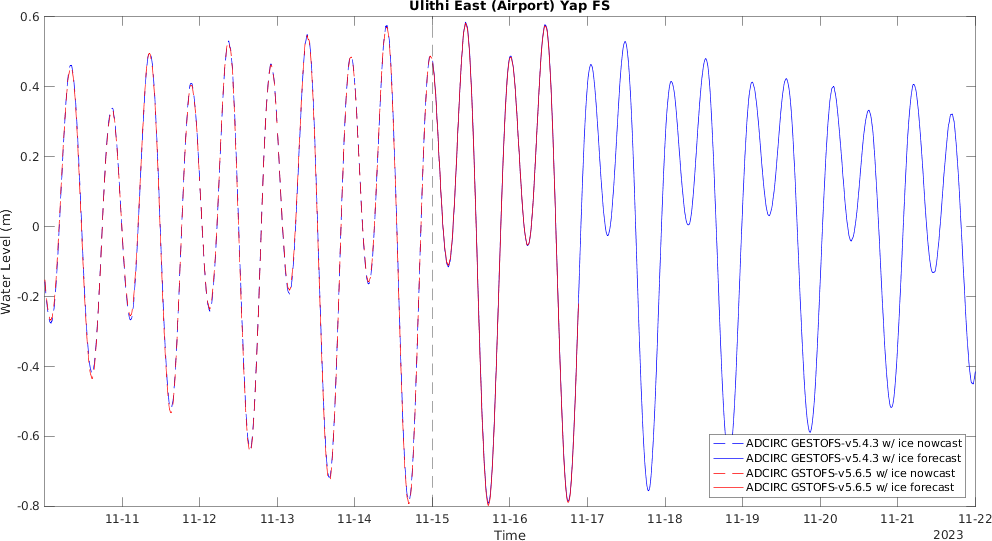 Ulithi East (Airport) Yap FS
0.6
0.4
0.2
0
-0.2
-0.4
-0.6
-0.8
Water Level (m)
ADCIRC GESTOFS-v5.4.3 w/ ice nowcast
ADCIRC GESTOFS-v5.4.3 w/ ice forecast
ADCIRC GSTOFS-v5.6.5 w/ ice nowcast
ADCIRC GSTOFS-v5.6.5 w/ ice forecast
11-11 11-12 11-13 11-14 11-15 11-16 11-17 11-18 11-19 11-20 11-21 11-22
Time
2023